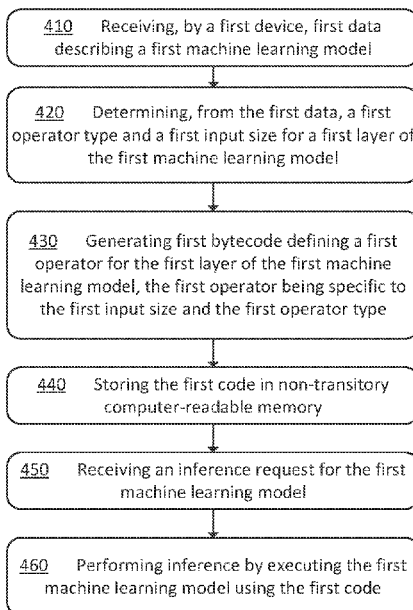 410 Receiving, by a first device, first data
describing a first machine learning model
420 Determining, from the first data, a first
operator type and a first input size for a first layer of
the first machine learning model
430 Generating first bytecode defining a first
operator for the first layer of the first machine
learning model, the first operator being specific to
the first input size and the first operator type
440 Storing the first code in non-transitory
computer-readable memory
450 Receiving an inference request for the first
machine learning model
460 Performing inference by executing the first
machine learning model using the first code